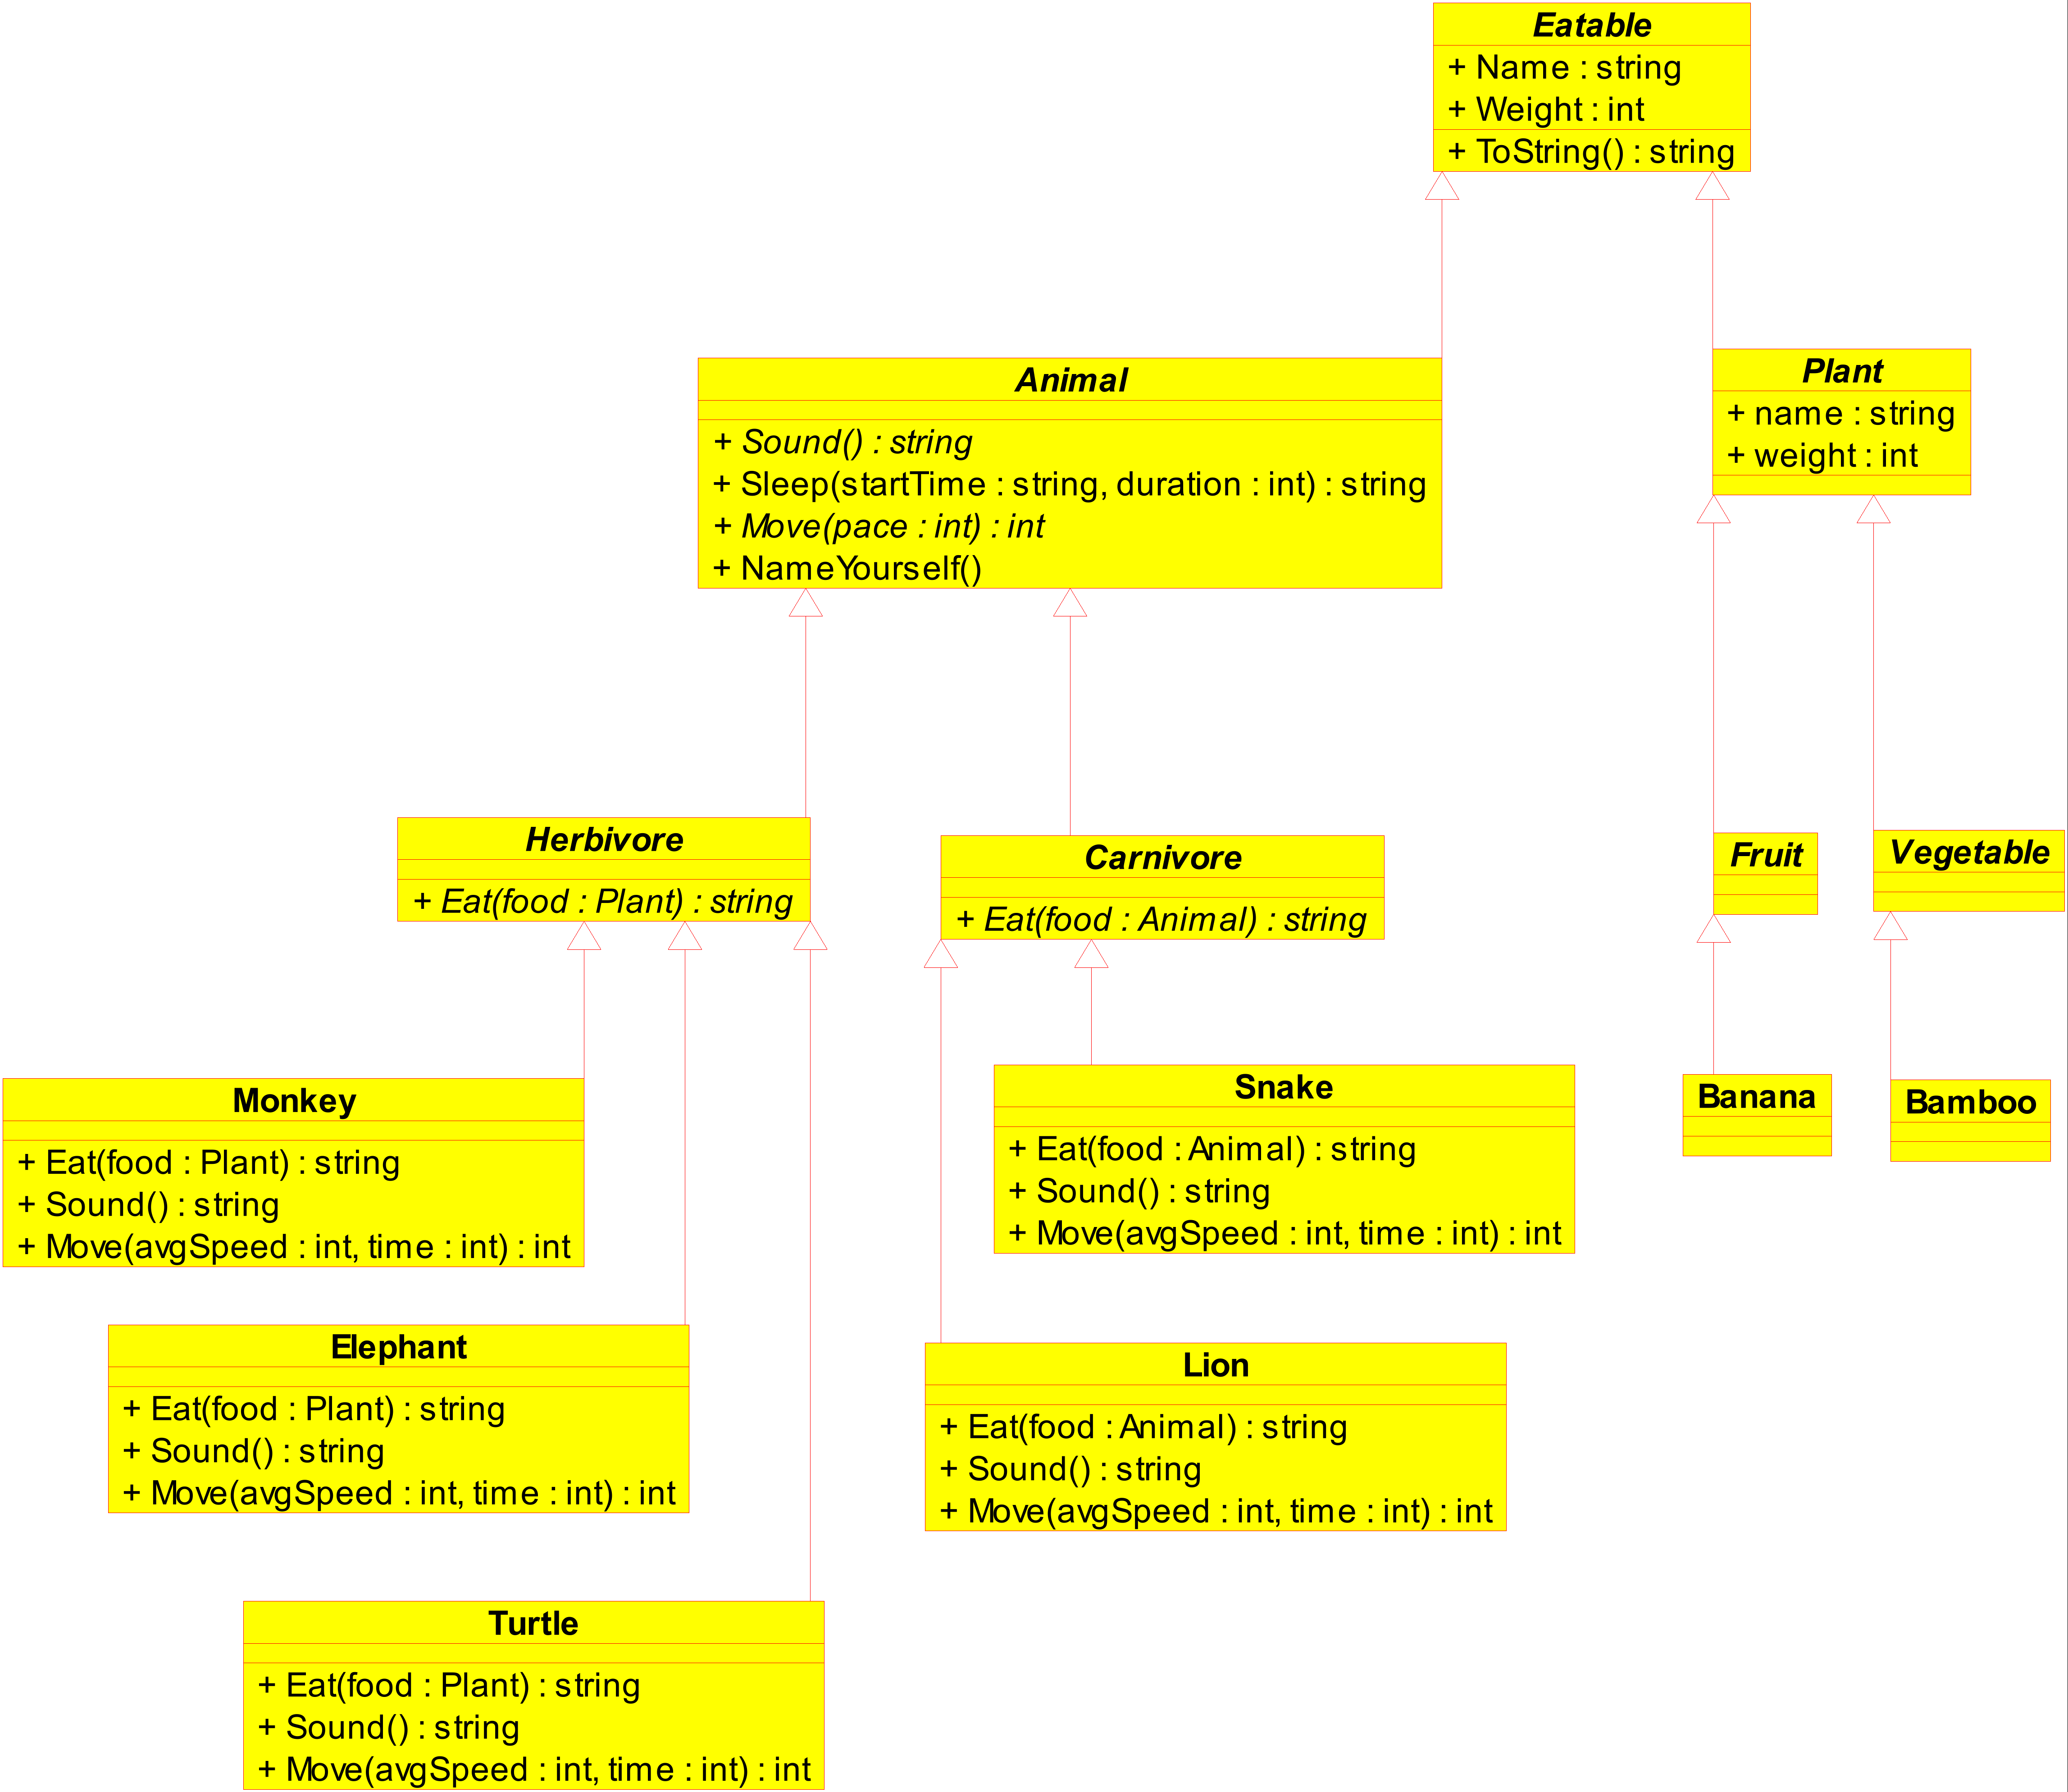 Eatable
+ Name : string
+ Weight : int
+ ToString() : string
Animal
+ Sound() : string
+ Sleep(startTime : string, duration : int) : string
+ Move(pace : int) : int
+ NameYourself()
Plant
+ name : string
+ weight : int
Herbivore
+ Eat(food : Plant) : string
Carnivore
+ Eat(food : Animal) : string
Fruit
Vegetable
Monkey
+ Eat(food : Plant) : string
+ Sound() : string
+ Move(avgSpeed : int, time : int) : int
Snake
+ Eat(food : Animal) : string
+ Sound() : string
+ Move(avgSpeed : int, time : int) : int
Banana
Bamboo
Elephant
+ Eat(food : Plant) : string
+ Sound() : string
+ Move(avgSpeed : int, time : int) : int
Lion
+ Eat(food : Animal) : string
+ Sound() : string
+ Move(avgSpeed : int, time : int) : int
Turtle
+ Eat(food : Plant) : string
+ Sound() : string
+ Move(avgSpeed : int, time : int) : int